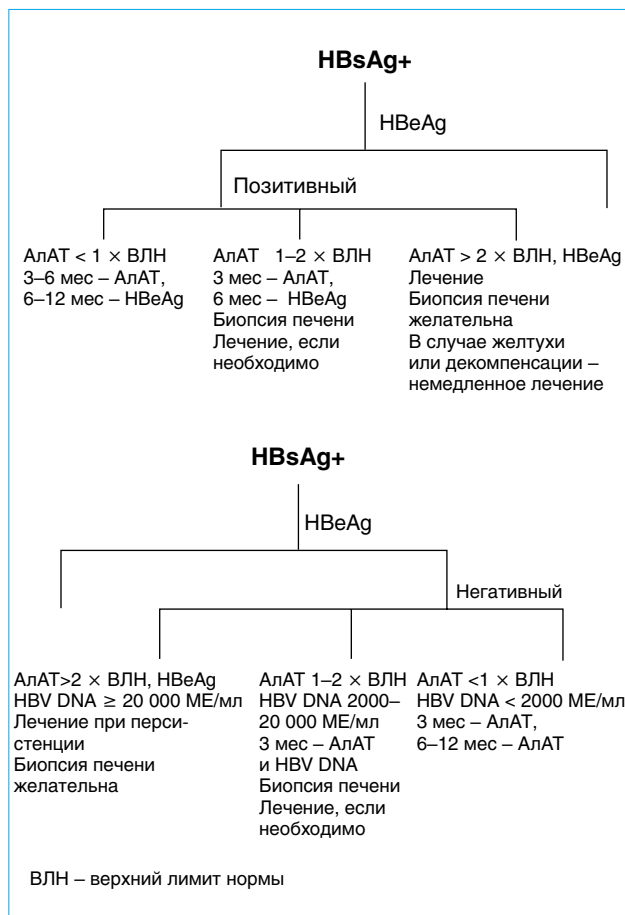 HBsAg+
HBeAg
Позитивный
АлАТ < 1 × ВЛН
3–6 мес – АлАТ,
6–12 мес – HBeAg
АлАТ 1–2 × ВЛН
3 мес – АлАТ,
6 мес – HBeAg
Биопсия печени
Лечение, если
необходимо
АлАТ > 2 × ВЛН, HBeAg
Лечение
Биопсия печени
желательна
В случае желтухи
или декомпенсации –
немедленное лечение
HBsAg+
HBeAg
Негативный
АлАТ>2 × ВЛН, HBeAg
HBV DNA ≥ 20 000 МЕ/мл
Лечение при перси-
стенции
Биопсия печени
желательна
АлАТ 1–2 × ВЛН
HBV DNA 2000–
20 000 МЕ/мл
3 мес – АлАТ
и HBV DNA
Биопсия печени
Лечение, если
необходимо
АлАТ <1 × ВЛН
HBV DNA < 2000 МЕ/мл
3 мес – АлАТ,
6–12 мес – АлАТ
ВЛН – верхний лимит нормы